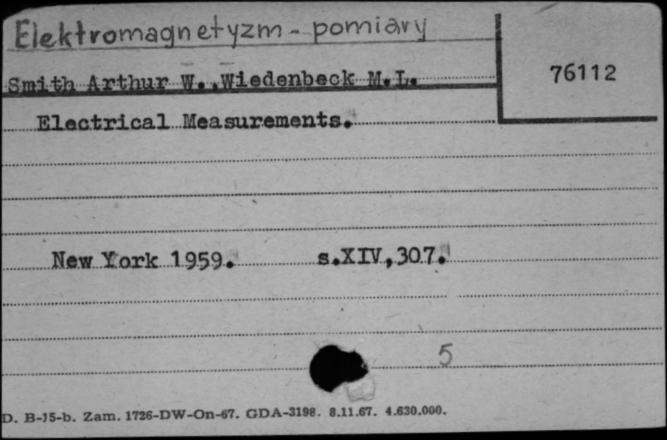 Elektromagnetyzm - pomiary
76112
Smith Arthur W., Wiedenbeck M.L.
Electrical Measurements.
New York 1959. s.XIV,307.
5
D. B-15-b. Zam. 1726-DW-On-67. GDA-3198. 8.11.67. 4.630.000.